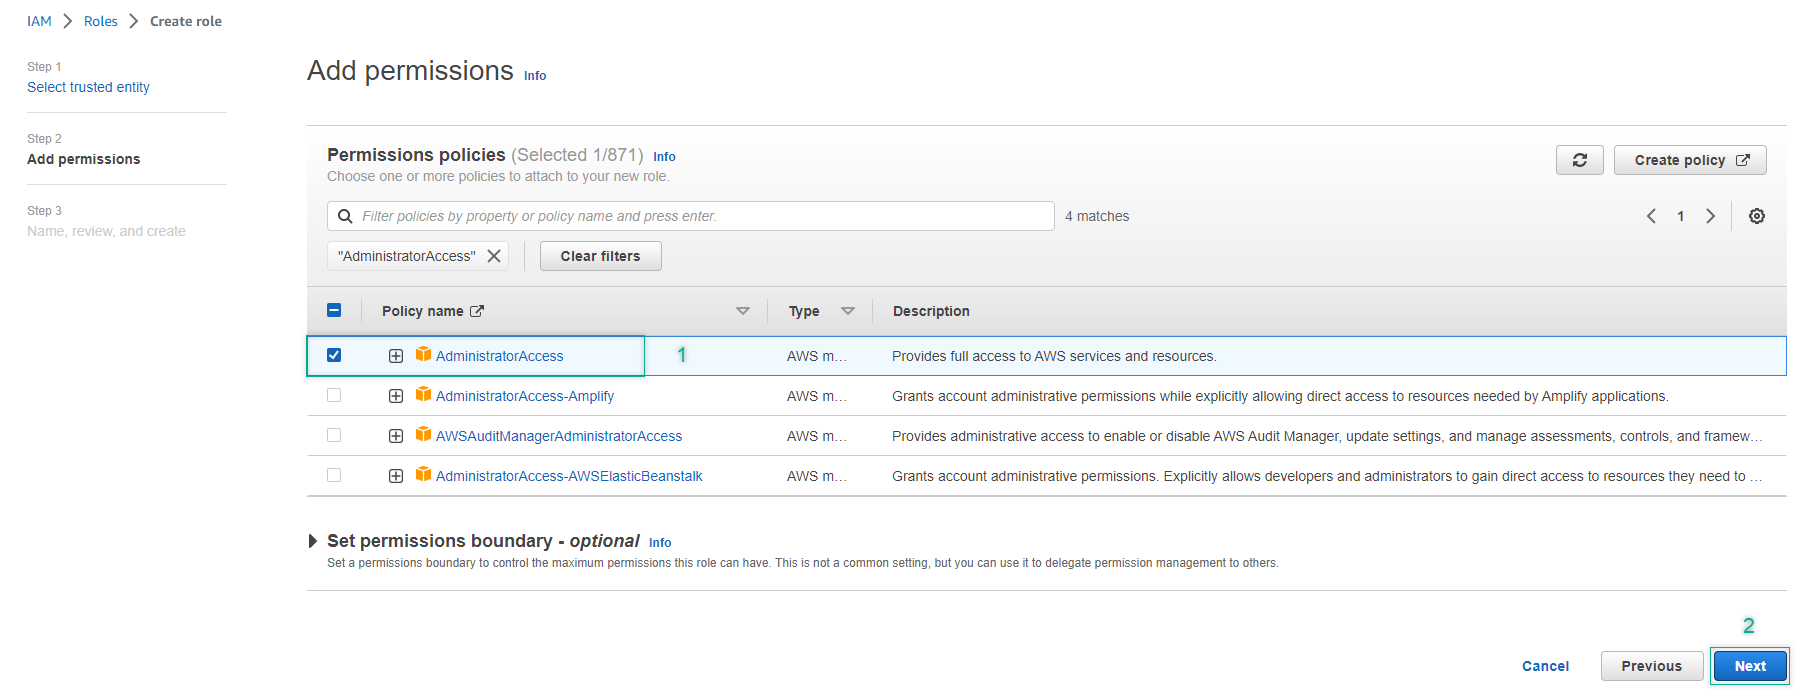 IAM > Roles > Create role
Step 1
Select trusted entity
Step 2
Add permissions
Step 3
Name, review, and create
Add permissions Info
Permissions policies (Selected 1/871) Info
Choose one or more policies to attach to your new role.
Create policy
Filter policies by property or policy name and press enter.
4 matches
1
"AdministratorAccess"
Clear filters
Policy name Type Description
AdministratorAccess 1 AWS m... Provides full access to AWS services and resources.
AdministratorAccess-Amplify AWS m... Grants account administrative permissions while explicitly allowing direct access to resources needed by Amplify applications.
AWSAuditManagerAdministratorAccess AWS m... Provides administrative access to enable or disable AWS Audit Manager, update settings, and manage assessments, controls, and framew...
AdministratorAccess-AWSElasticBeanstalk AWS m... Grants account administrative permissions. Explicitly allows developers and administrators to gain direct access to resources they need to ...
Set permissions boundary - optional Info
Set a permissions boundary to control the maximum permissions this role can have. This is not a common setting, but you can use it to delegate permission management to others.
2
Cancel Previous Next